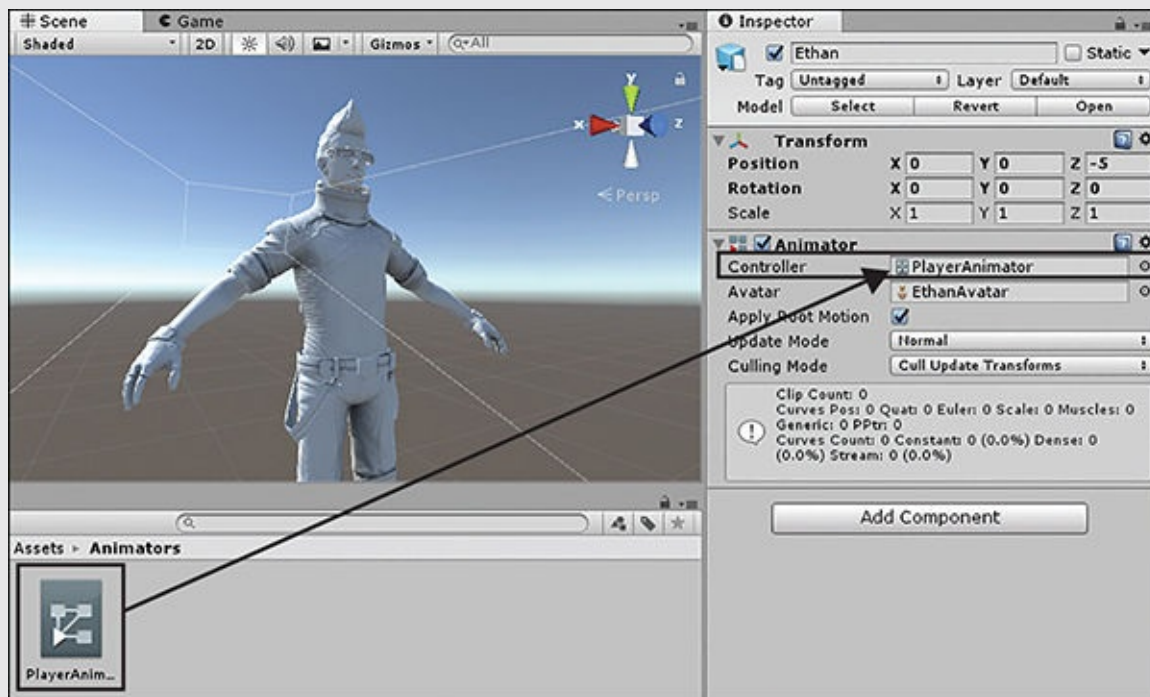 Scene Game
Shaded 2D Gizmos All
y
x z
Persp
Assets Animators
PlayerAnim...
Inspector
Ethan Static
Tag Untagged Layer Default
Model Select Revert Open
Transform
Position X 0 Y 0 Z -5
Rotation X 0 Y 0 Z 0
Scale X 1 Y 1 Z 1
Animator
Controller PlayerAnimator
Avatar EthanAvatar
Apply Root Motion
Update Mode Normal
Culling Mode Cull Update Transforms
Clip Count: 0
Curves Pos: 0 Quat: 0 Euler: 0 Scale: 0 Muscles: 0
Generic: 0 PPtr: 0
Curves Count: 0 Constant: 0 (0.0%) Dense: 0
(0.0%) Stream: 0 (0.0%)
Add Component